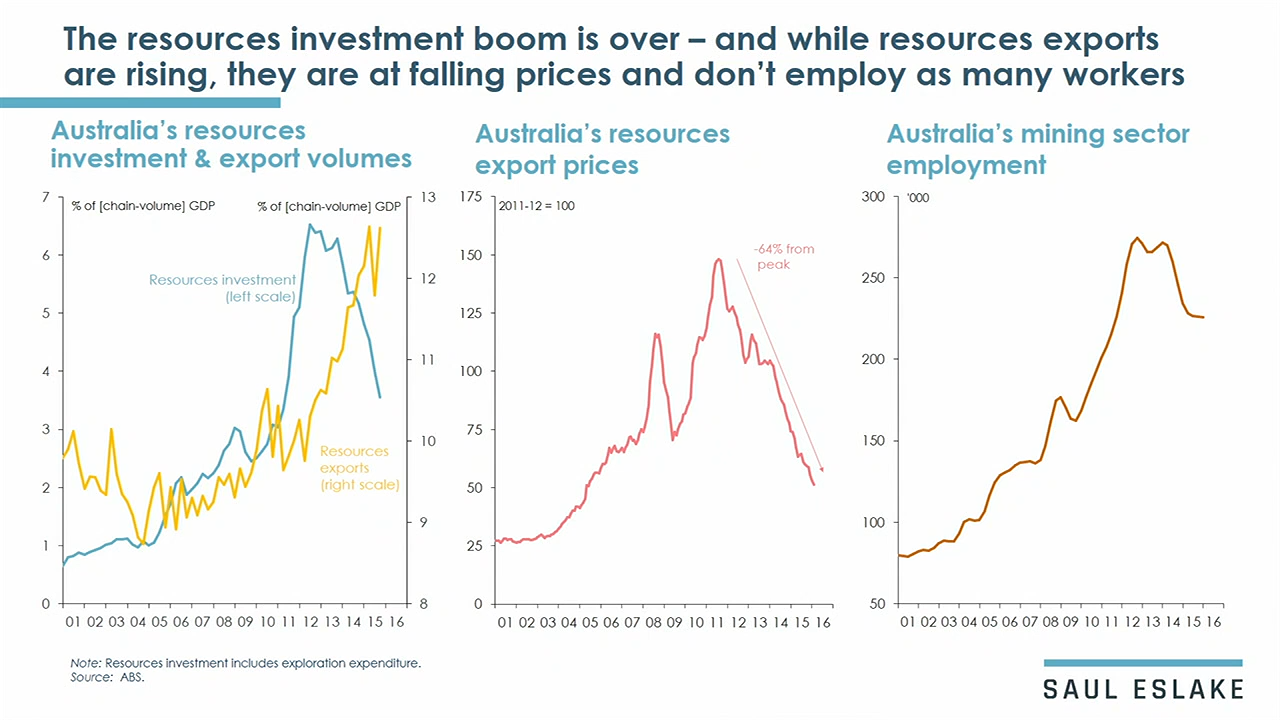 The resources investment boom is over – and while resources exports
are rising, they are at falling prices and don’t employ as many workers
Australia’s resources
investment & export volumes
7
6
5
4
3
2
1
0
% of [chain-volume] GDP
% of [chain-volume] GDP
13
12
11
10
9
8
Resources investment
(left scale)
Resources
exports
(right scale)
01 02 03 04 05 06 07 08 09 10 11 12 13 14 15 16
Australia’s resources
export prices
175
150
125
100
75
50
25
0
2011-12 = 100
-64% from
peak
01 02 03 04 05 06 07 08 09 10 11 12 13 14 15 16
Australia’s mining sector
employment
300
250
200
150
100
50
'000
01 02 03 04 05 06 07 08 09 10 11 12 13 14 15 16
Note: Resources investment includes exploration expenditure.
Source: ABS.
SAUL ESLAKE